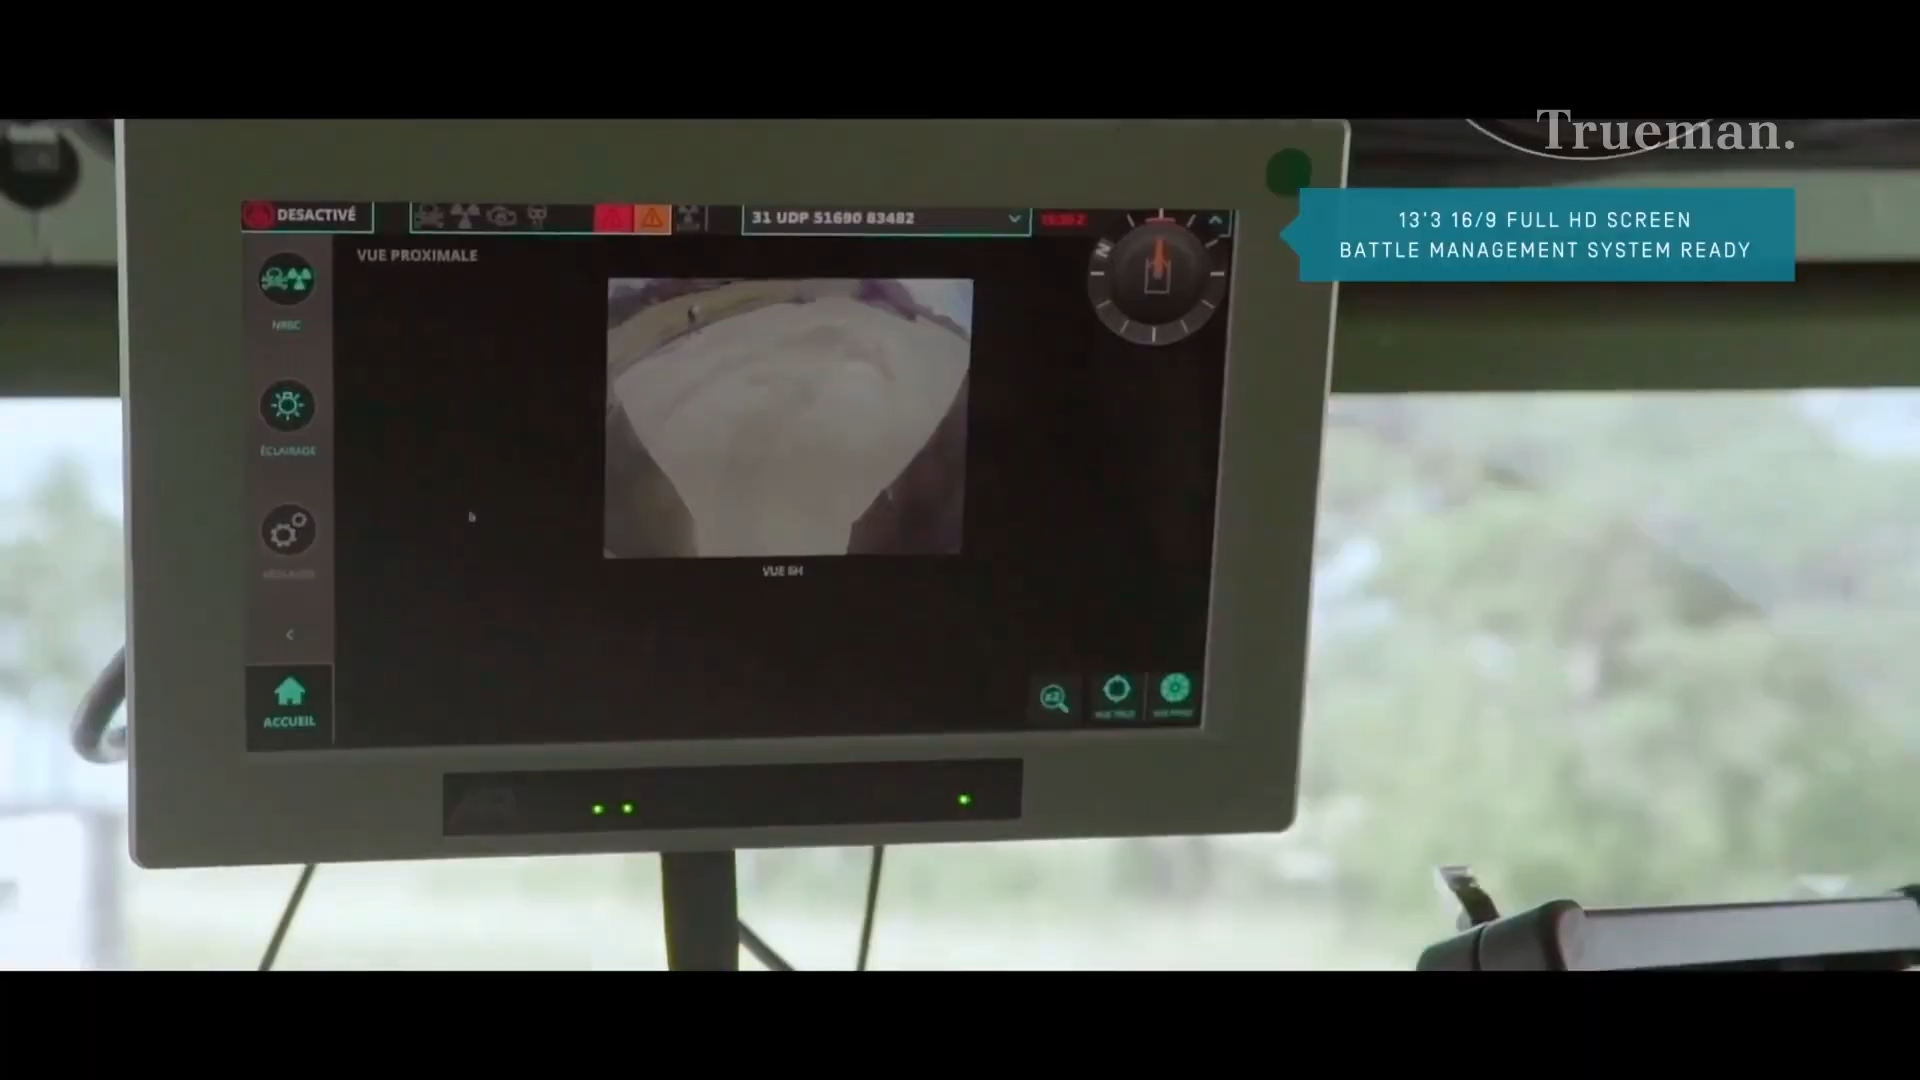 Trueman.
13'3 16/9 FULL HD SCREEN
BATTLE MANAGEMENT SYSTEM READY
DESACTIVÉ
31 UDP 51690 83482
VUE PROXIMALE
N
NRBC
ÉCLAIRAGE
VUE 6H
x2
ACCUEIL